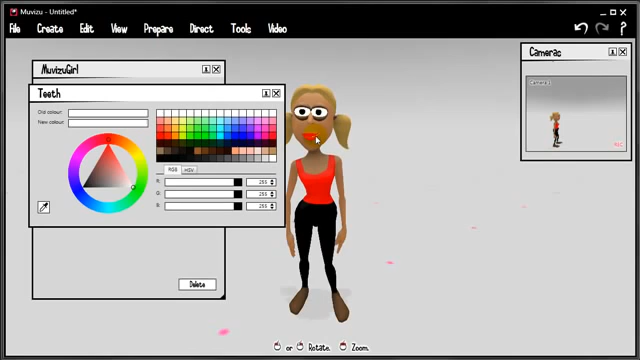 Muvizu - Untitled*
File Create Edit View Prepare Direct Tools Video
MuvizuGirl
Teeth
Old colour:
New colour:
RGB HSV
R: 255
G: 255
B: 255
Delete
Cameras
Camera 1
REC
or Rotate. Zoom.